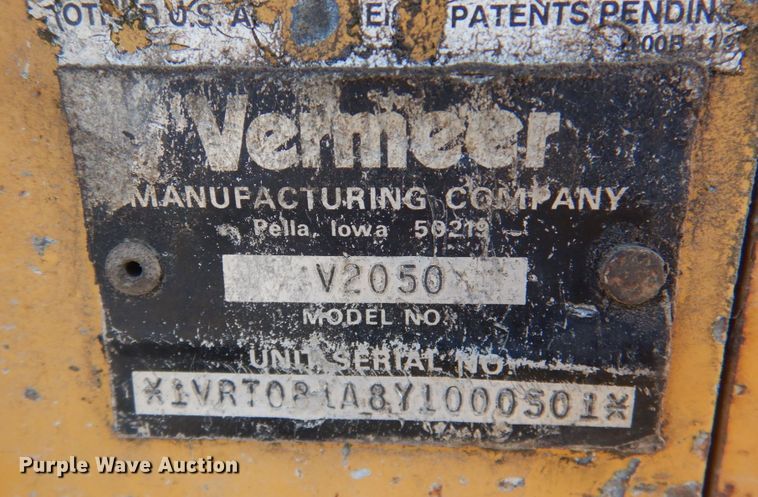 U.S. PATENTS PENDING
Vermeer
MANUFACTURING COMPANY
Pella, Iowa 50219
V2050
MODEL NO.
UNIT SERIAL NO.
*1VRT081A8Y1000501*
Purple Wave Auction